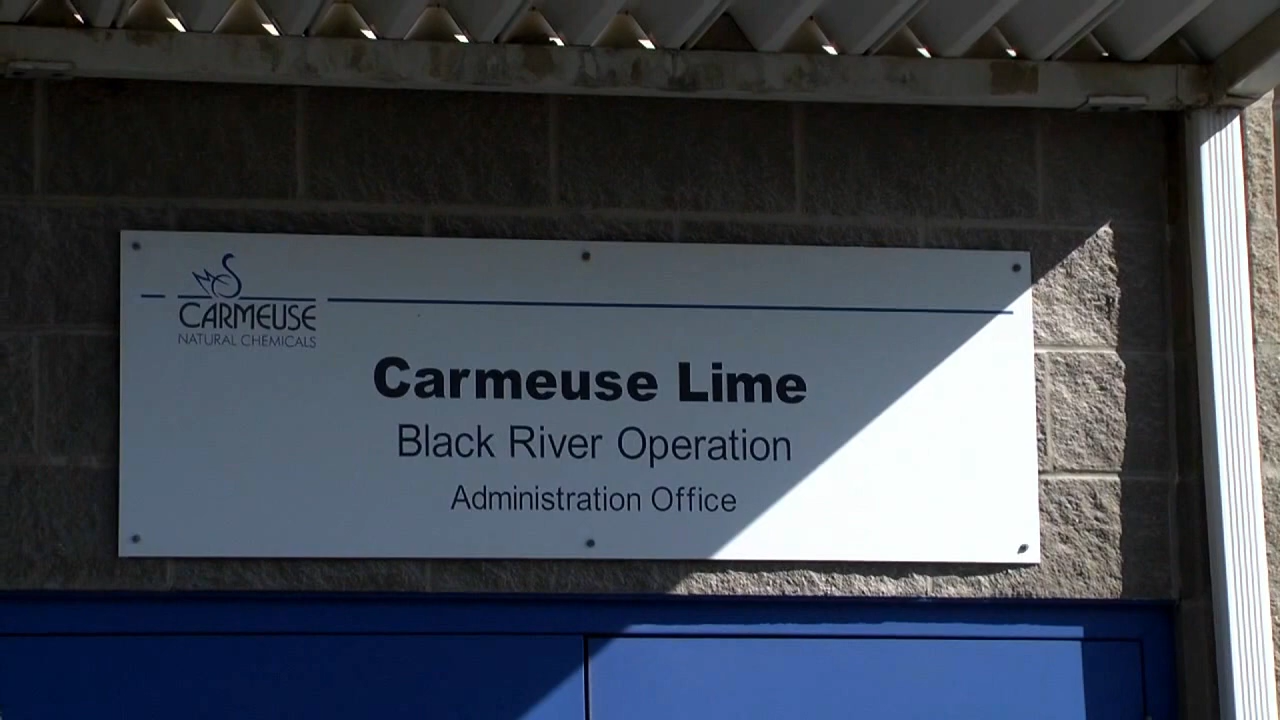 CARMEUSE
NATURAL CHEMICALS
Carmeuse Lime
Black River Operation
Administration Office